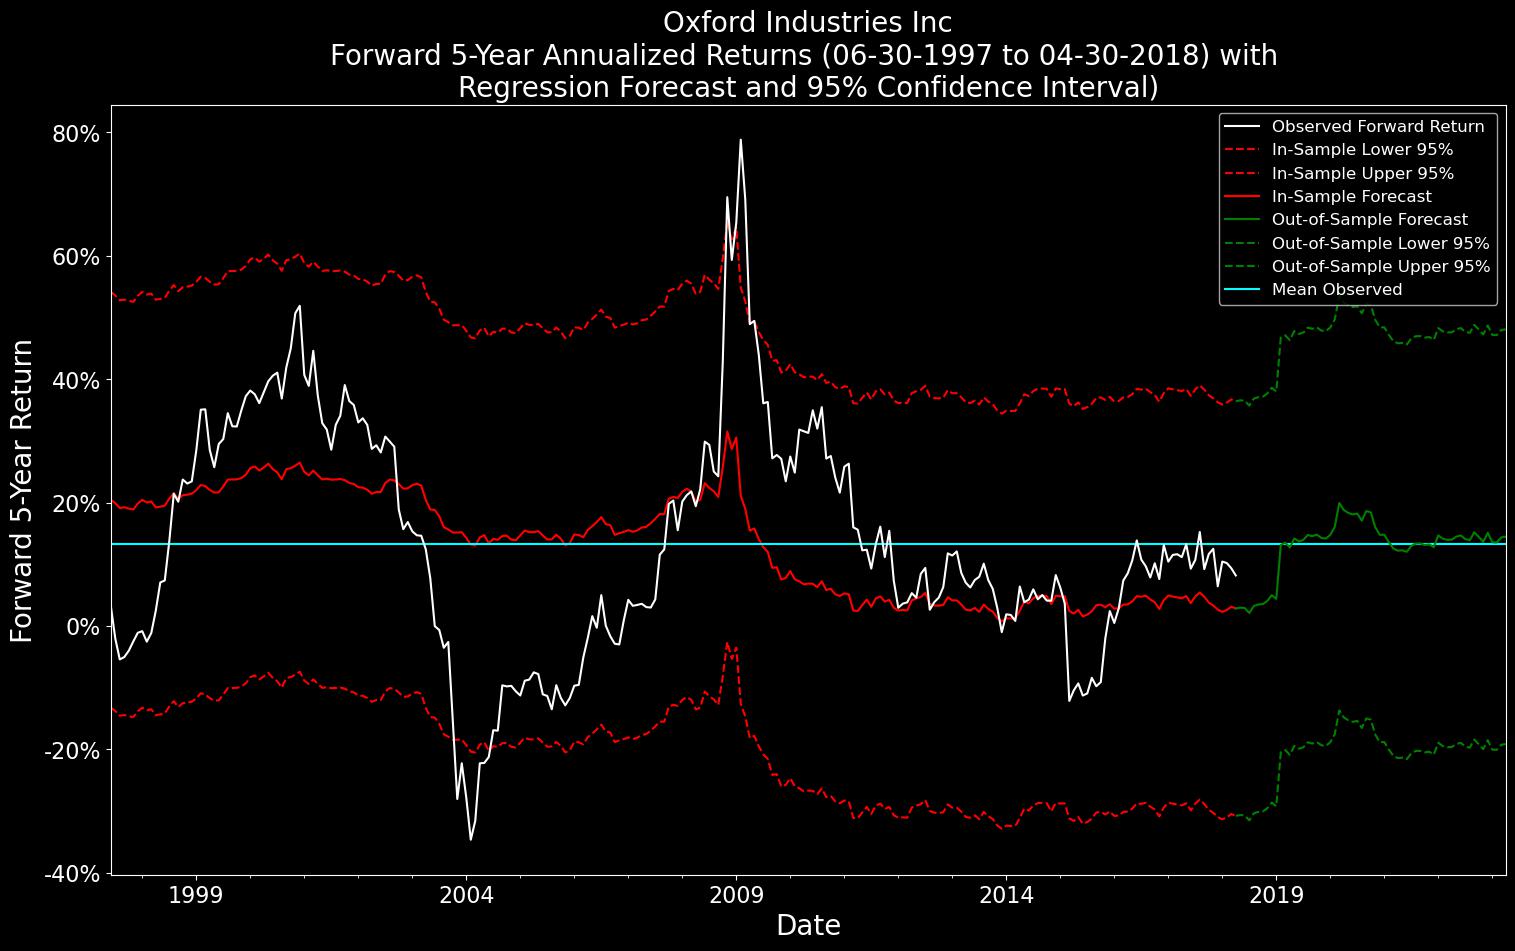 Oxford Industries Inc
Forward 5-Year Annualized Returns (06-30-1997 to 04-30-2018) with
Regression Forecast and 95% Confidence Interval)
80%
60%
40%
20%
0%
-20%
-40%
Forward 5-Year Return
Observed Forward Return
In-Sample Lower 95%
In-Sample Upper 95%
In-Sample Forecast
Out-of-Sample Forecast
Out-of-Sample Lower 95%
Out-of-Sample Upper 95%
Mean Observed
1999
2004
2009
2014
2019
Date